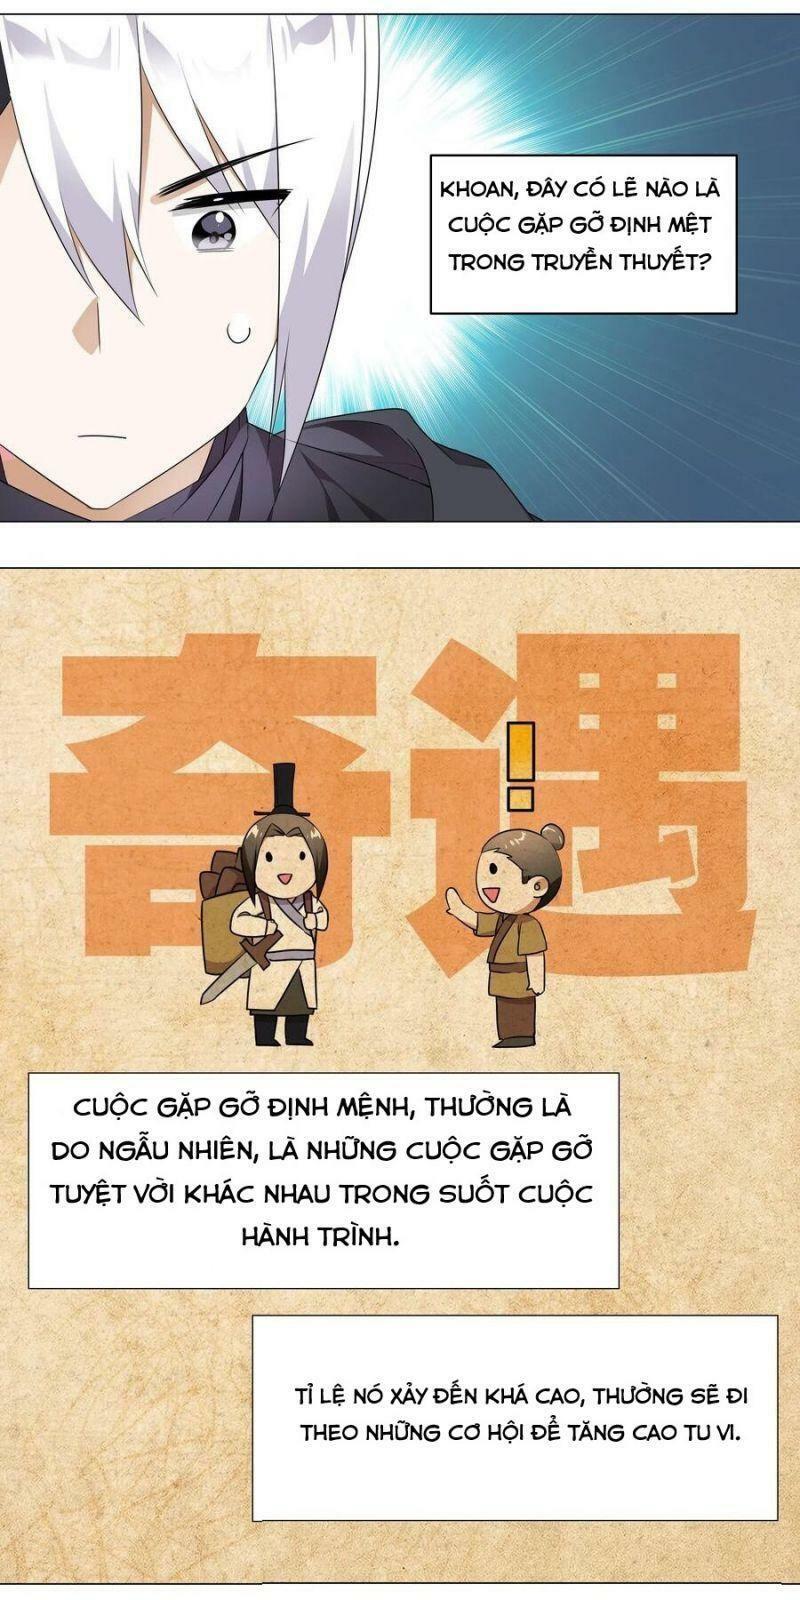 KHOAN, ĐÂY CÓ LẼ NÀO LÀ
CUỘC GẶP GỠ ĐỊNH MỆT
TRONG TRUYỀN THUYẾT?
奇遇
!
CUỘC GẶP GỠ ĐỊNH MỆNH, THƯỜNG LÀ
DO NGẪU NHIÊN, LÀ NHỮNG CUỘC GẶP GỠ
TUYỆT VỜI KHÁC NHAU TRONG SUỐT CUỘC
HÀNH TRÌNH.
TỈ LỆ NÓ XẢY ĐẾN KHÁ CAO, THƯỜNG SẼ ĐI
THEO NHỮNG CƠ HỘI ĐỂ TĂNG CAO TU VI.